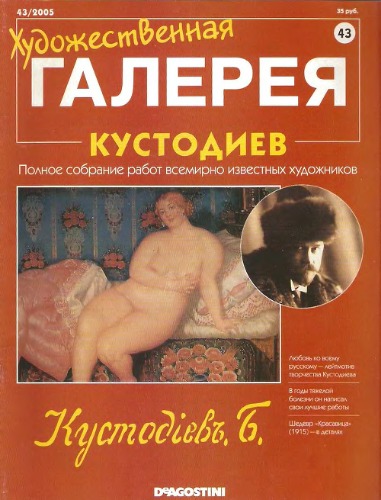 43/2005
35 руб.
Художественная
ГАЛЕРЕЯ
43
КУСТОДИЕВ
Полное собрание работ всемирно известных художников
Любовь ко всему
русскому – лейтмотив
творчества Кустодиева
В годы тяжелой
болезни он написал
свои лучшие работы
Шедевр «Красавица»
(1915) – в деталях
Кустодіевъ. Б.
DeAGOSTINI